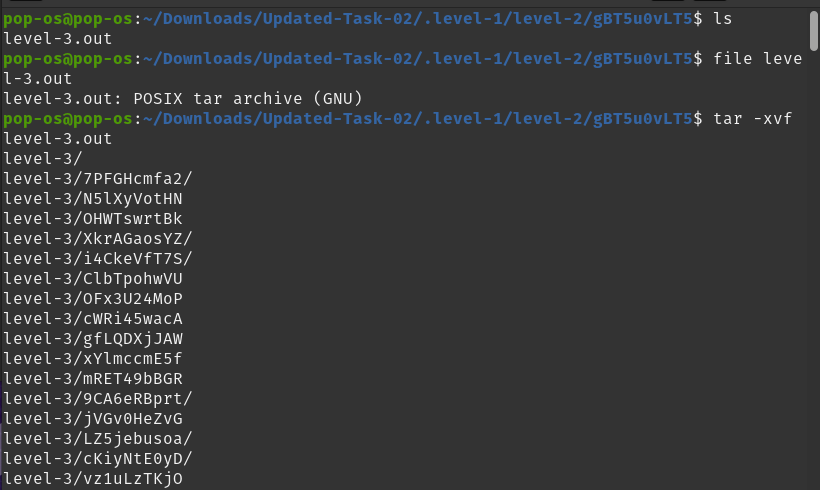 pop-os@pop-os:~/Downloads/Updated-Task-02/.level-1/level-2/gBT5u0vLT5$ ls
level-3.out
pop-os@pop-os:~/Downloads/Updated-Task-02/.level-1/level-2/gBT5u0vLT5$ file leve
l-3.out
level-3.out: POSIX tar archive (GNU)
pop-os@pop-os:~/Downloads/Updated-Task-02/.level-1/level-2/gBT5u0vLT5$ tar -xvf
level-3.out
level-3/
level-3/7PFGHcmfa2/
level-3/N5lXyVotHN
level-3/OHWTswrtBk
level-3/XkrAGaosYZ/
level-3/i4CkeVfT7S/
level-3/ClbTpohwVU
level-3/OFx3U24MoP
level-3/cWRi45wacA
level-3/gfLQDXjJAW
level-3/xYlmccmE5f
level-3/mRET49bBGR
level-3/9CA6eRBprt/
level-3/jVGv0HeZvG
level-3/LZ5jebusoa/
level-3/cKiyNtE0yD/
level-3/vz1uLzTKjO